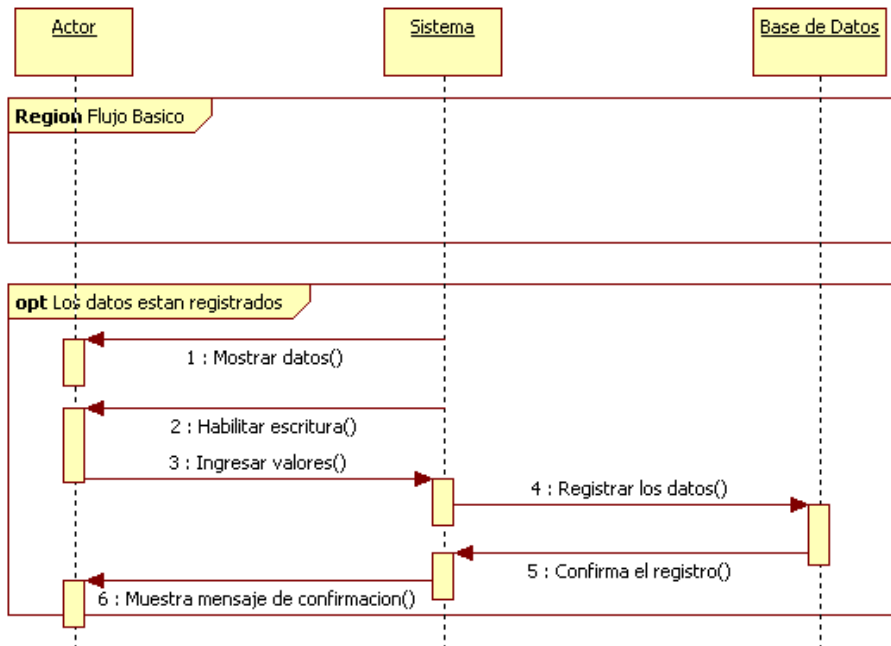 Actor
Sistema
Base de Datos
Region Flujo Basico
opt Los datos estan registrados
1 : Mostrar datos()
2 : Habilitar escritura()
3 : Ingresar valores()
4 : Registrar los datos()
5 : Confirma el registro()
6 : Muestra mensaje de confirmacion()